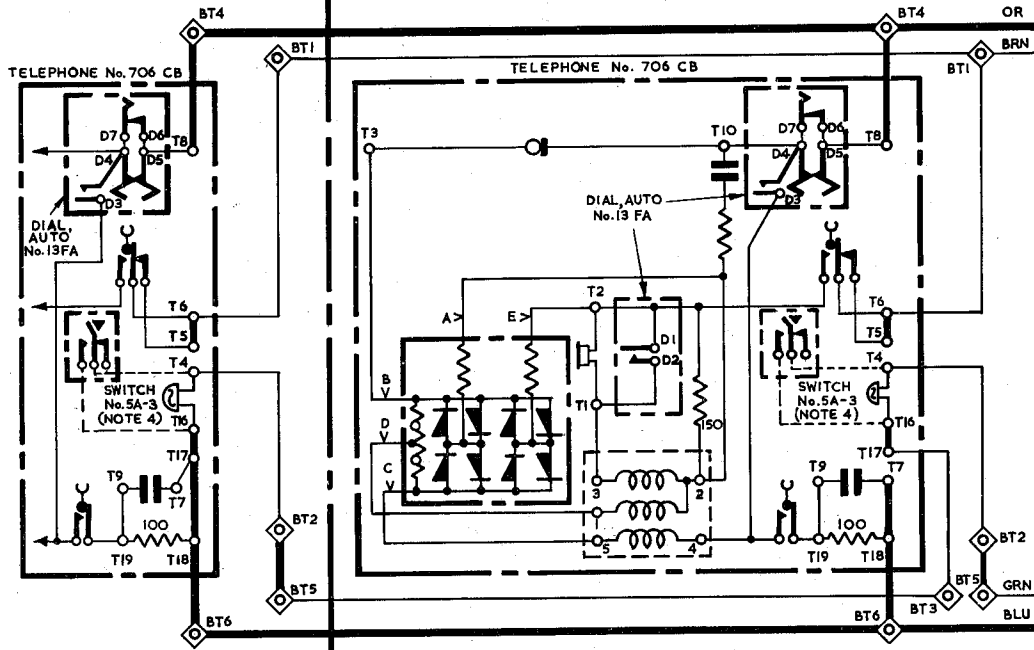 BT4
BT4
OR
BT1
BT1
BRN
TELEPHONE No. 706 CB
TELEPHONE No. 706 CB
D7
D6
D4
D5
T8
D3
DIAL,
AUTO
No.13FA
T3
T10
D7
D6
D4
D5
T8
D3
DIAL, AUTO
No.13 FA
T6
T5
T4
SWITCH
No.5A-3
(NOTE 4)
T16
T17
T9
T7
100
T19
T18
A>
E>
T2
D1
D2
T1
B
V
D
V
C
V
150
3
2
5
4
T6
T5
T4
SWITCH
No.5A-3
(NOTE 4)
T16
T17
T9
T7
100
T19
T18
BT2
BT2
BT5
BT3
BT5
GRN
BT6
BT6
BLU